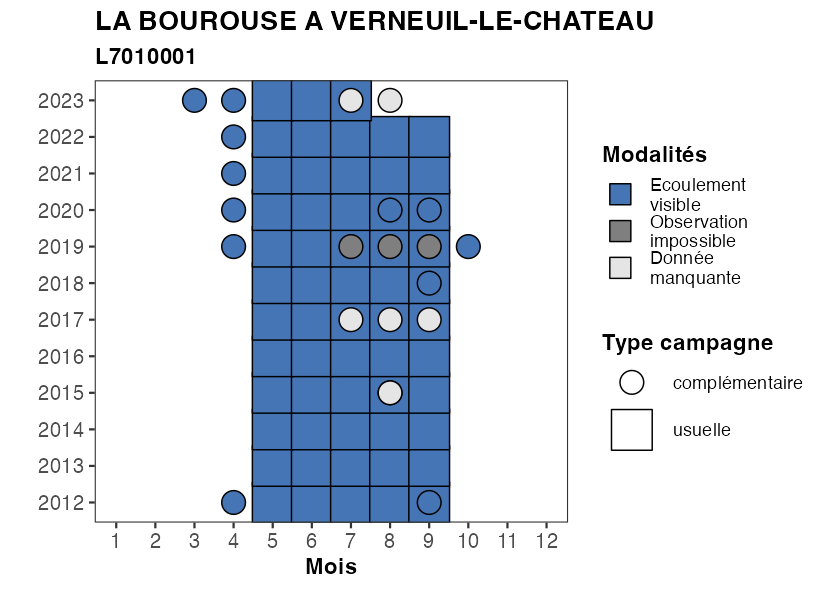 LA BOUROUSE A VERNEUIL-LE-CHATEAU
L7010001
2023
2022
2021
2020
2019
2018
2017
2016
2015
2014
2013
2012
1 2 3 4 5 6 7 8 9 10 11 12
Mois
Modalités
Ecoulement
visible
Observation
impossible
Donnée
manquante
Type campagne
complémentaire
usuelle